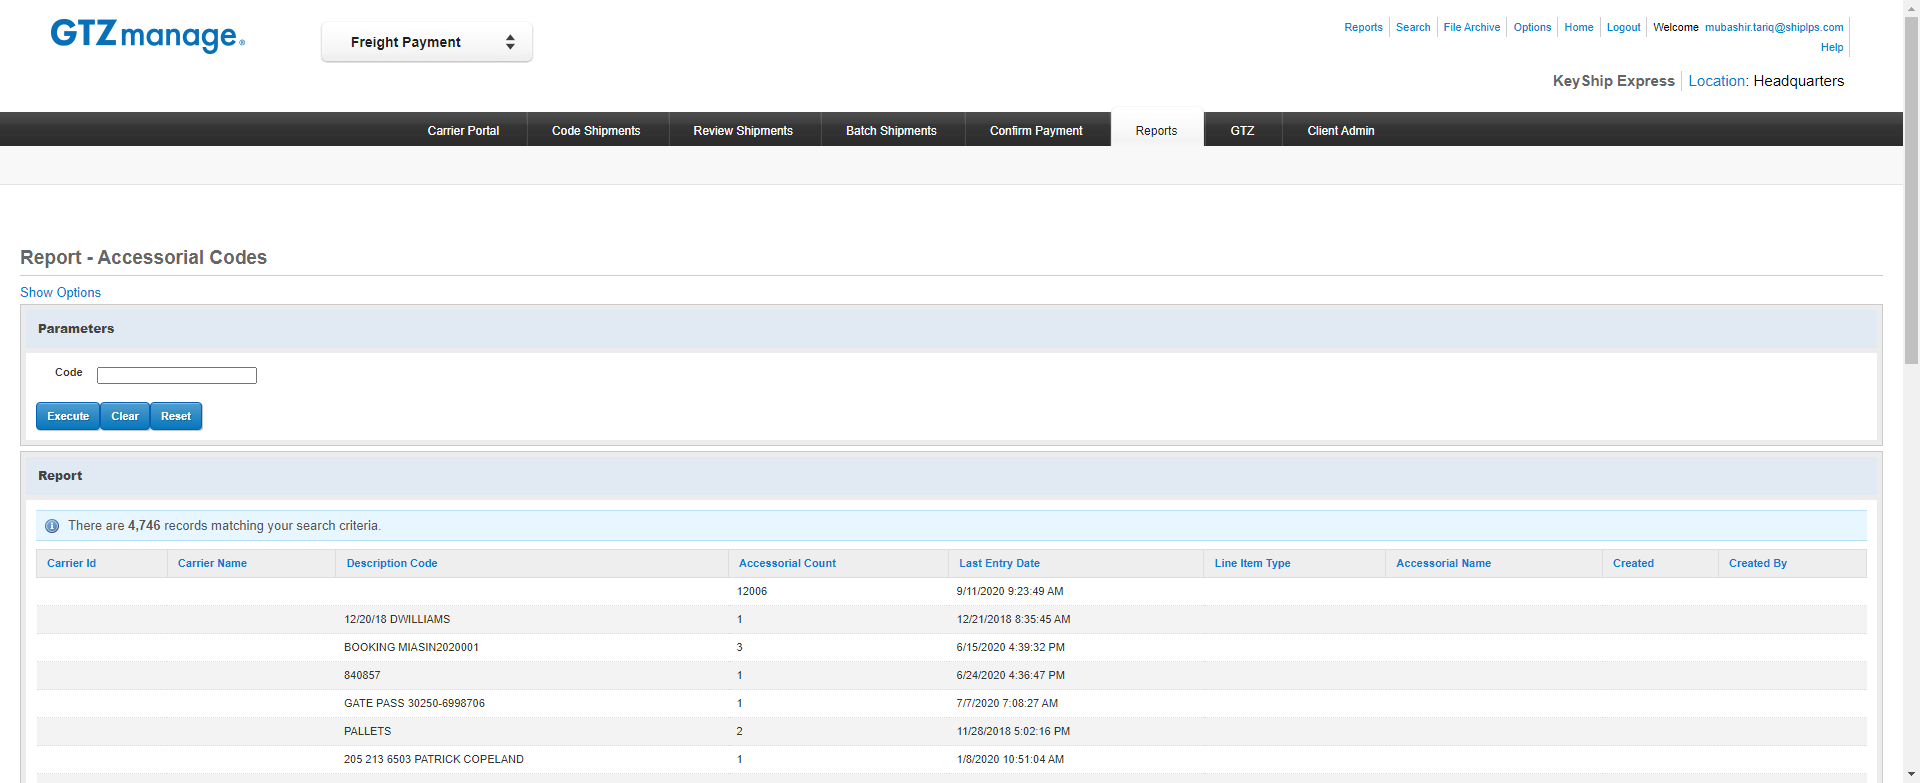 GTZmanage®
Freight Payment
Reports Search File Archive Options Home Logout Welcome mubashir.tariq@shiplps.com
Help
KeyShip Express Location: Headquarters
Carrier Portal Code Shipments Review Shipments Batch Shipments Confirm Payment Reports GTZ Client Admin
Report - Accessorial Codes
Show Options
Parameters
Code
Execute Clear Reset
Report
There are 4,746 records matching your search criteria.
Carrier Id Carrier Name Description Code Accessorial Count Last Entry Date Line Item Type Accessorial Name Created Created By
12006 9/11/2020 9:23:49 AM
12/20/18 DWILLIAMS 1 12/21/2018 8:35:45 AM
BOOKING MIASIN2020001 3 6/15/2020 4:39:32 PM
840857 1 6/24/2020 4:36:47 PM
GATE PASS 30250-6998706 1 7/7/2020 7:08:27 AM
PALLETS 2 11/28/2018 5:02:16 PM
205 213 6503 PATRICK COPELAND 1 1/8/2020 10:51:04 AM